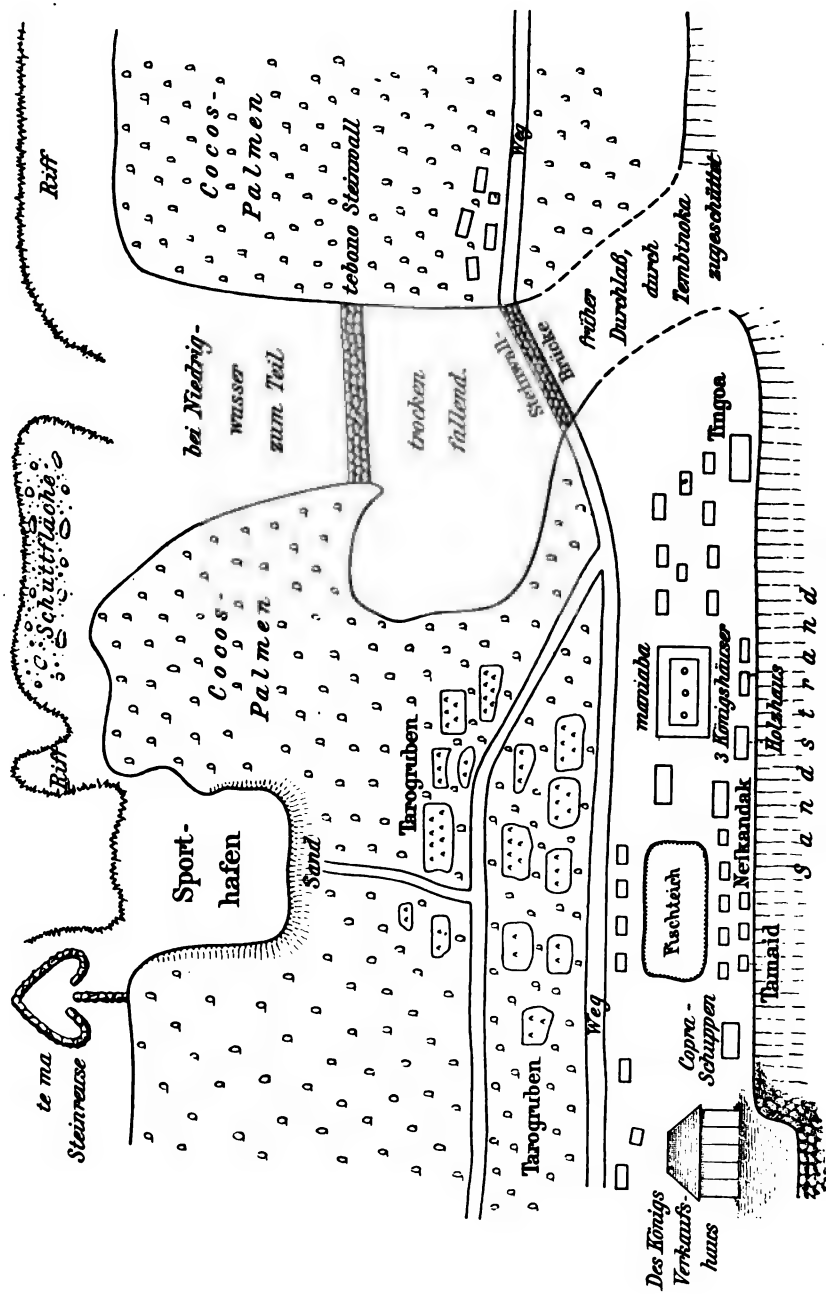 te ma
Steinreuse
Riff
Schuttfläche
Riff
Sport-
hafen
Sand
Cocos-
Palmen
bei Niedrig-
wasser
zum Teil
trocken
fallend.
tebono Steinwall
Cocos-
Palmen
Steinwall-
Brücke
Weg
früher
Durchlaß,
durch
Tembinoka
zugeschüttet
Tarogruben
Tarogruben
Weg
Des Königs
Verkaufs-
haus
Copra-
Schuppen
Fischteich
Tamaid
Neikandak
maniaba
3 Königshäuser
Holzhaus
Tingoa
Sandstrand